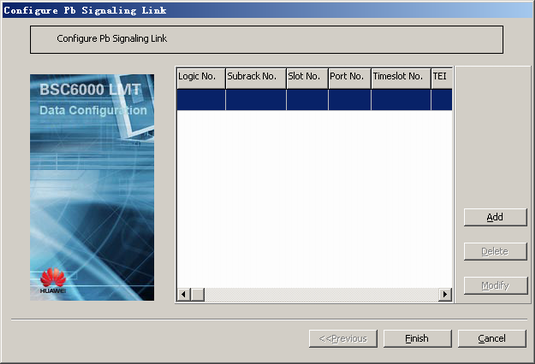 Configure Pb Signaling Link
Configure Pb Signaling Link
BSC6000 LMT
Data Configuration
HUAWEI
Logic No. Subrack No. Slot No. Port No. Timeslot No. TEI
Add
Delete
Modify
<<Previous Finish Cancel